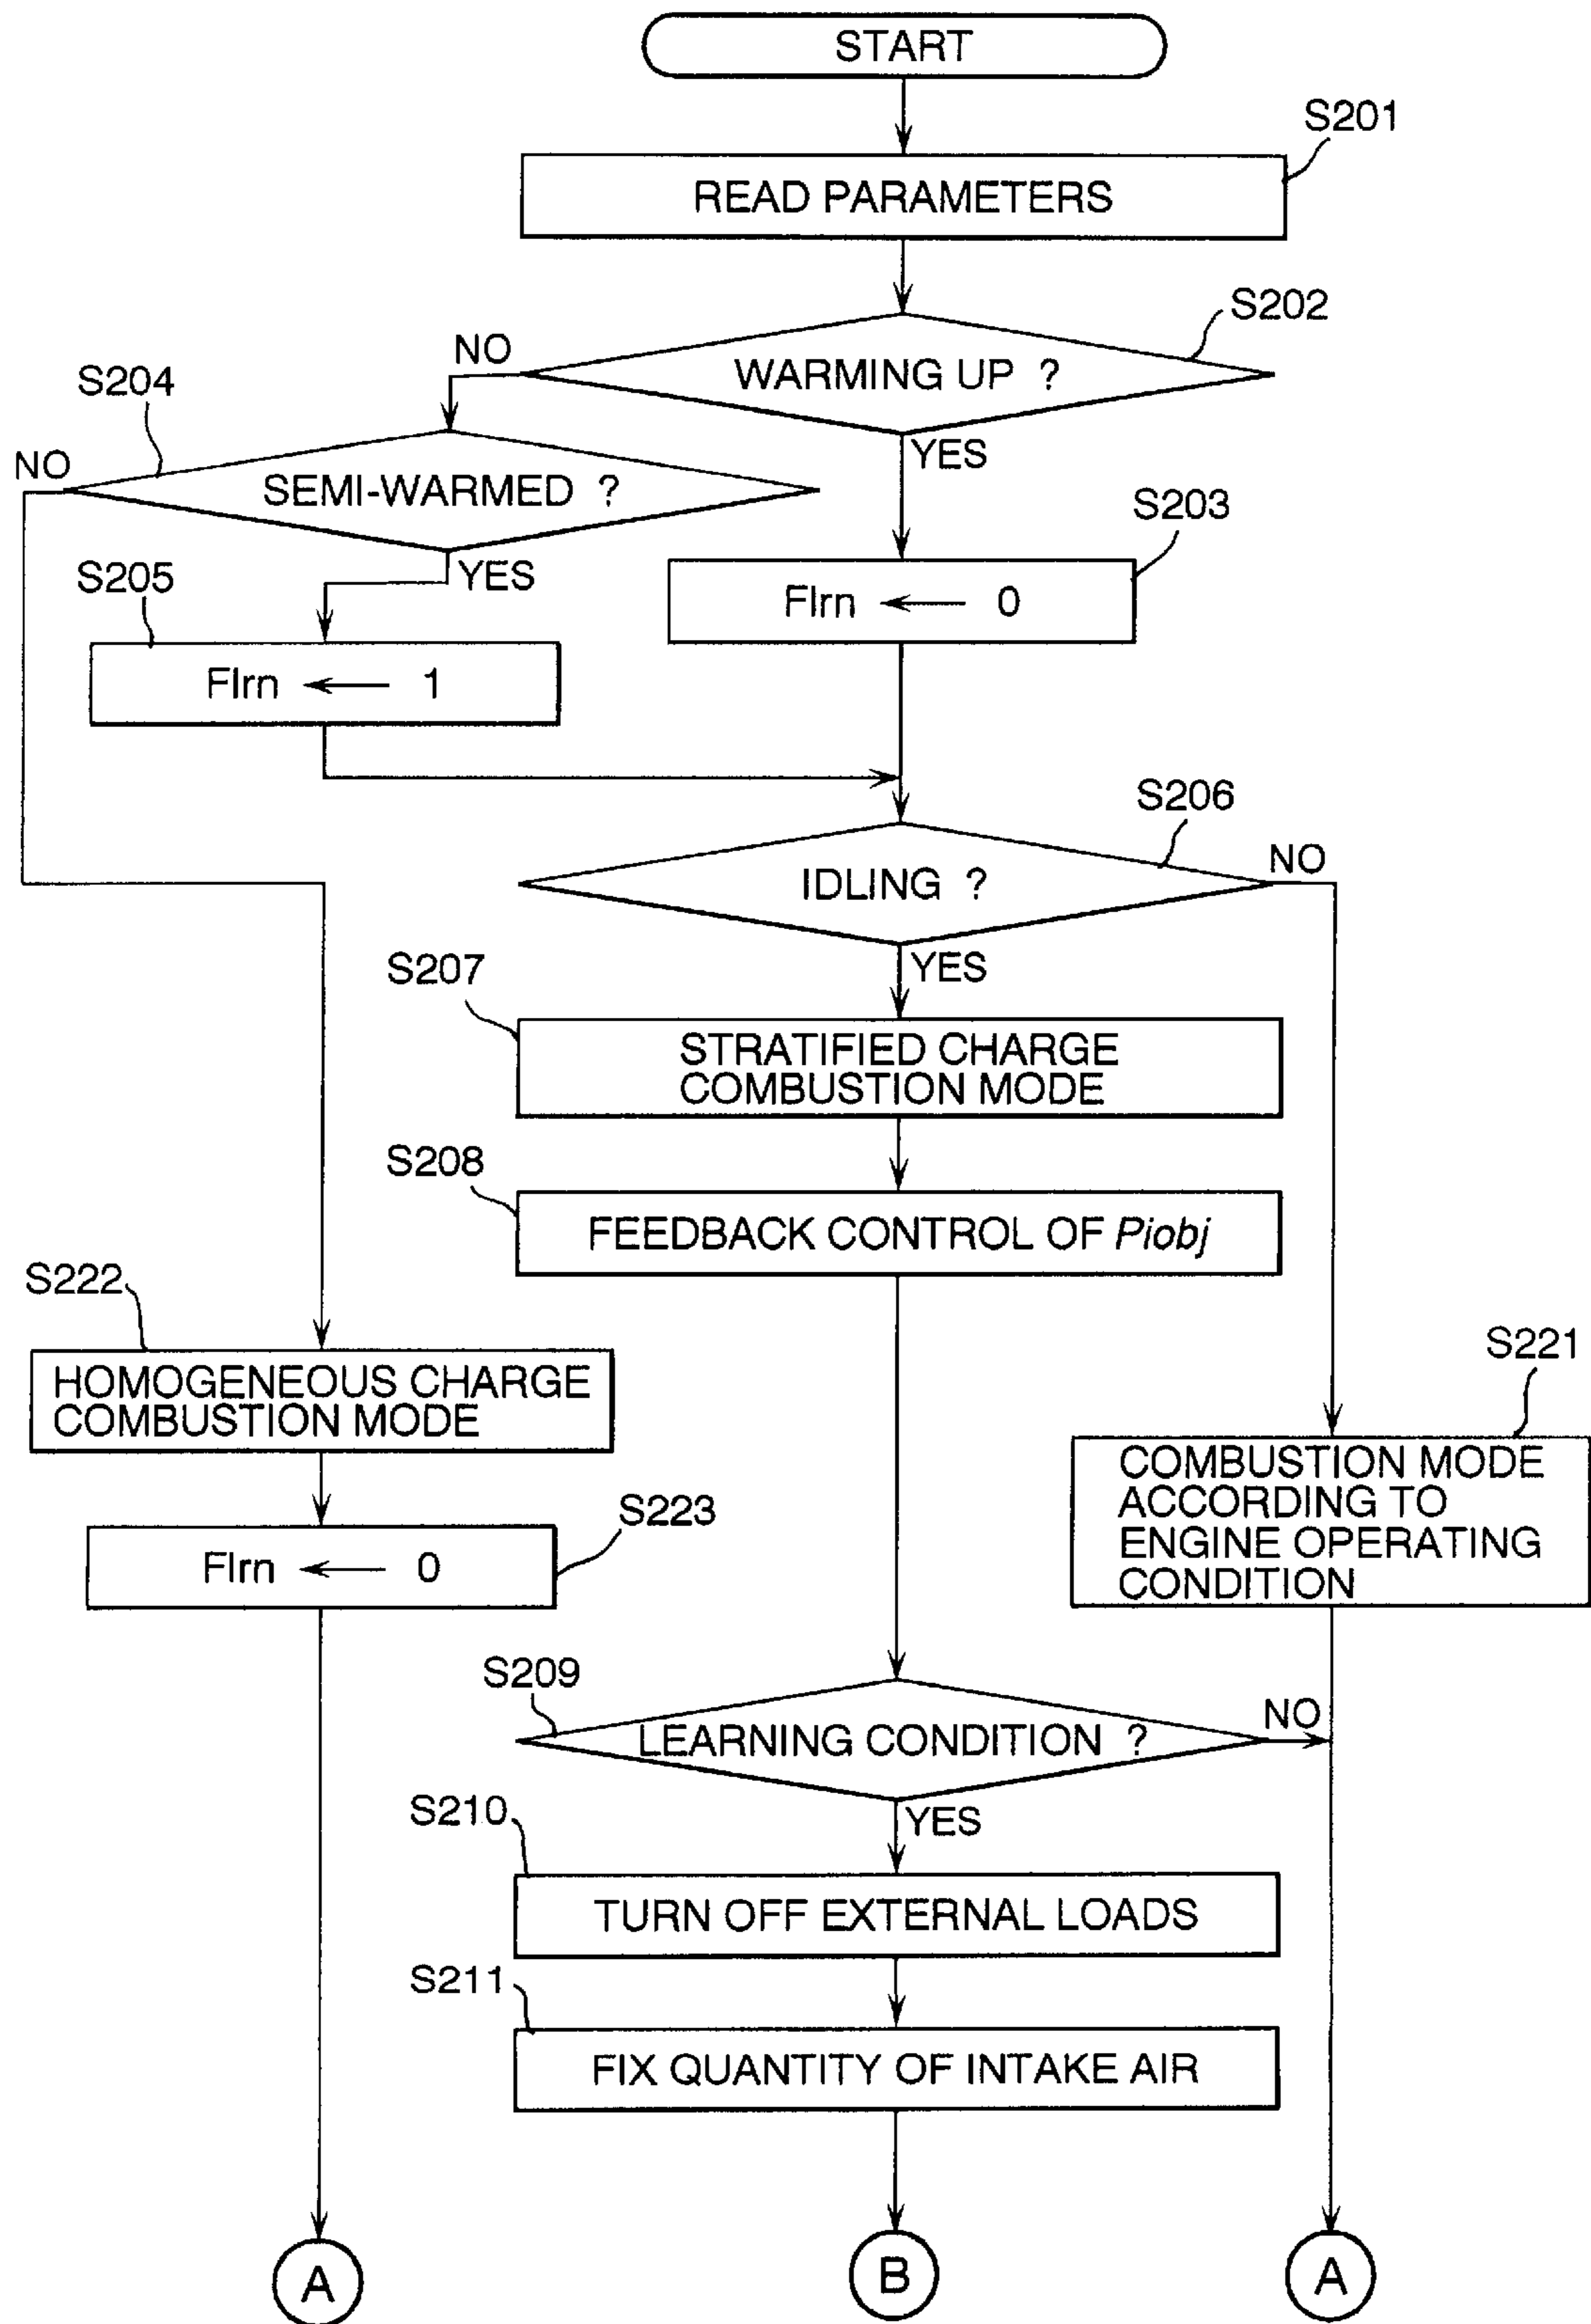 START
S201
READ PARAMETERS
S202
NO
WARMING UP ?
S204
YES
NO
SEMI-WARMED ?
S203
S205
YES
Flrn ← 0
Flrn ← 1
S206
NO
IDLING ?
S207
YES
STRATIFIED CHARGE
COMBUSTION MODE
S208
FEEDBACK CONTROL OF Piobj
S222
S221
HOMOGENEOUS CHARGE
COMBUSTION MODE
COMBUSTION MODE
ACCORDING TO
ENGINE OPERATING
CONDITION
S223
Flrn ← 0
S209
NO
LEARNING CONDITION ?
S210
YES
TURN OFF EXTERNAL LOADS
S211
FIX QUANTITY OF INTAKE AIR
A
B
A